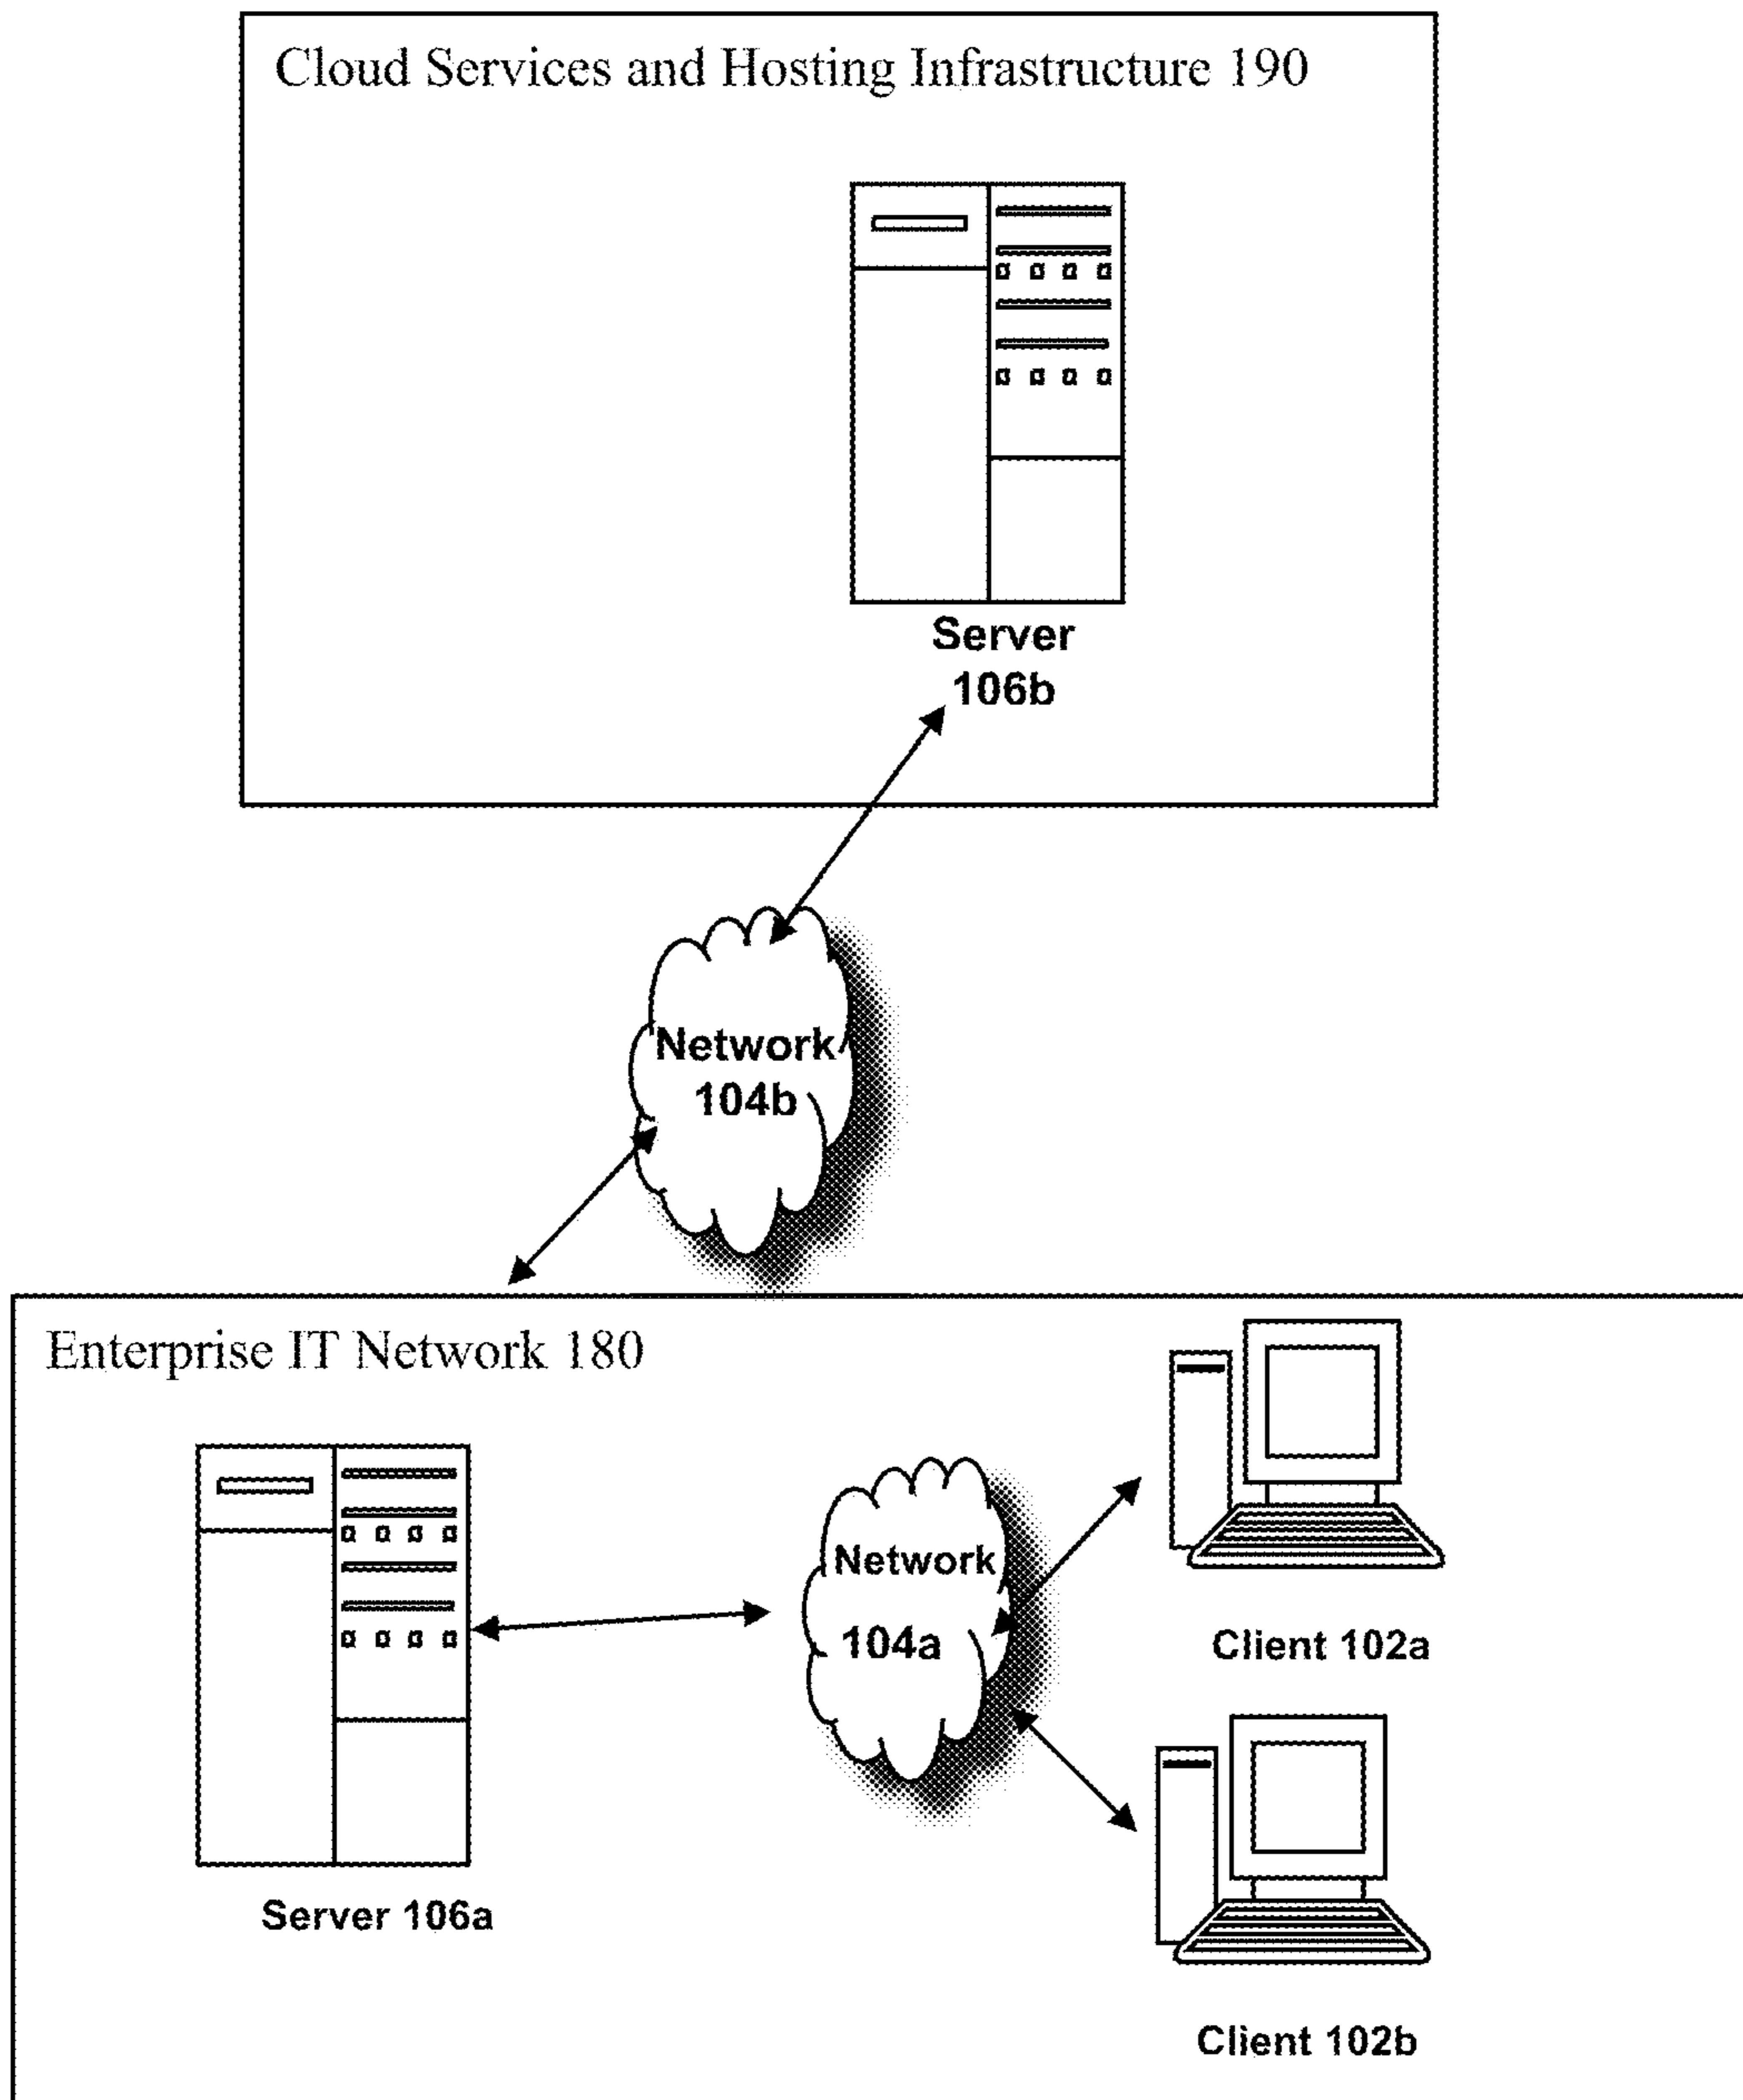 Cloud Services and Hosting Infrastructure 190
Server
106b
Network
104b
Enterprise IT Network 180
Network
104a
Client 102a
Server 106a
Client 102b